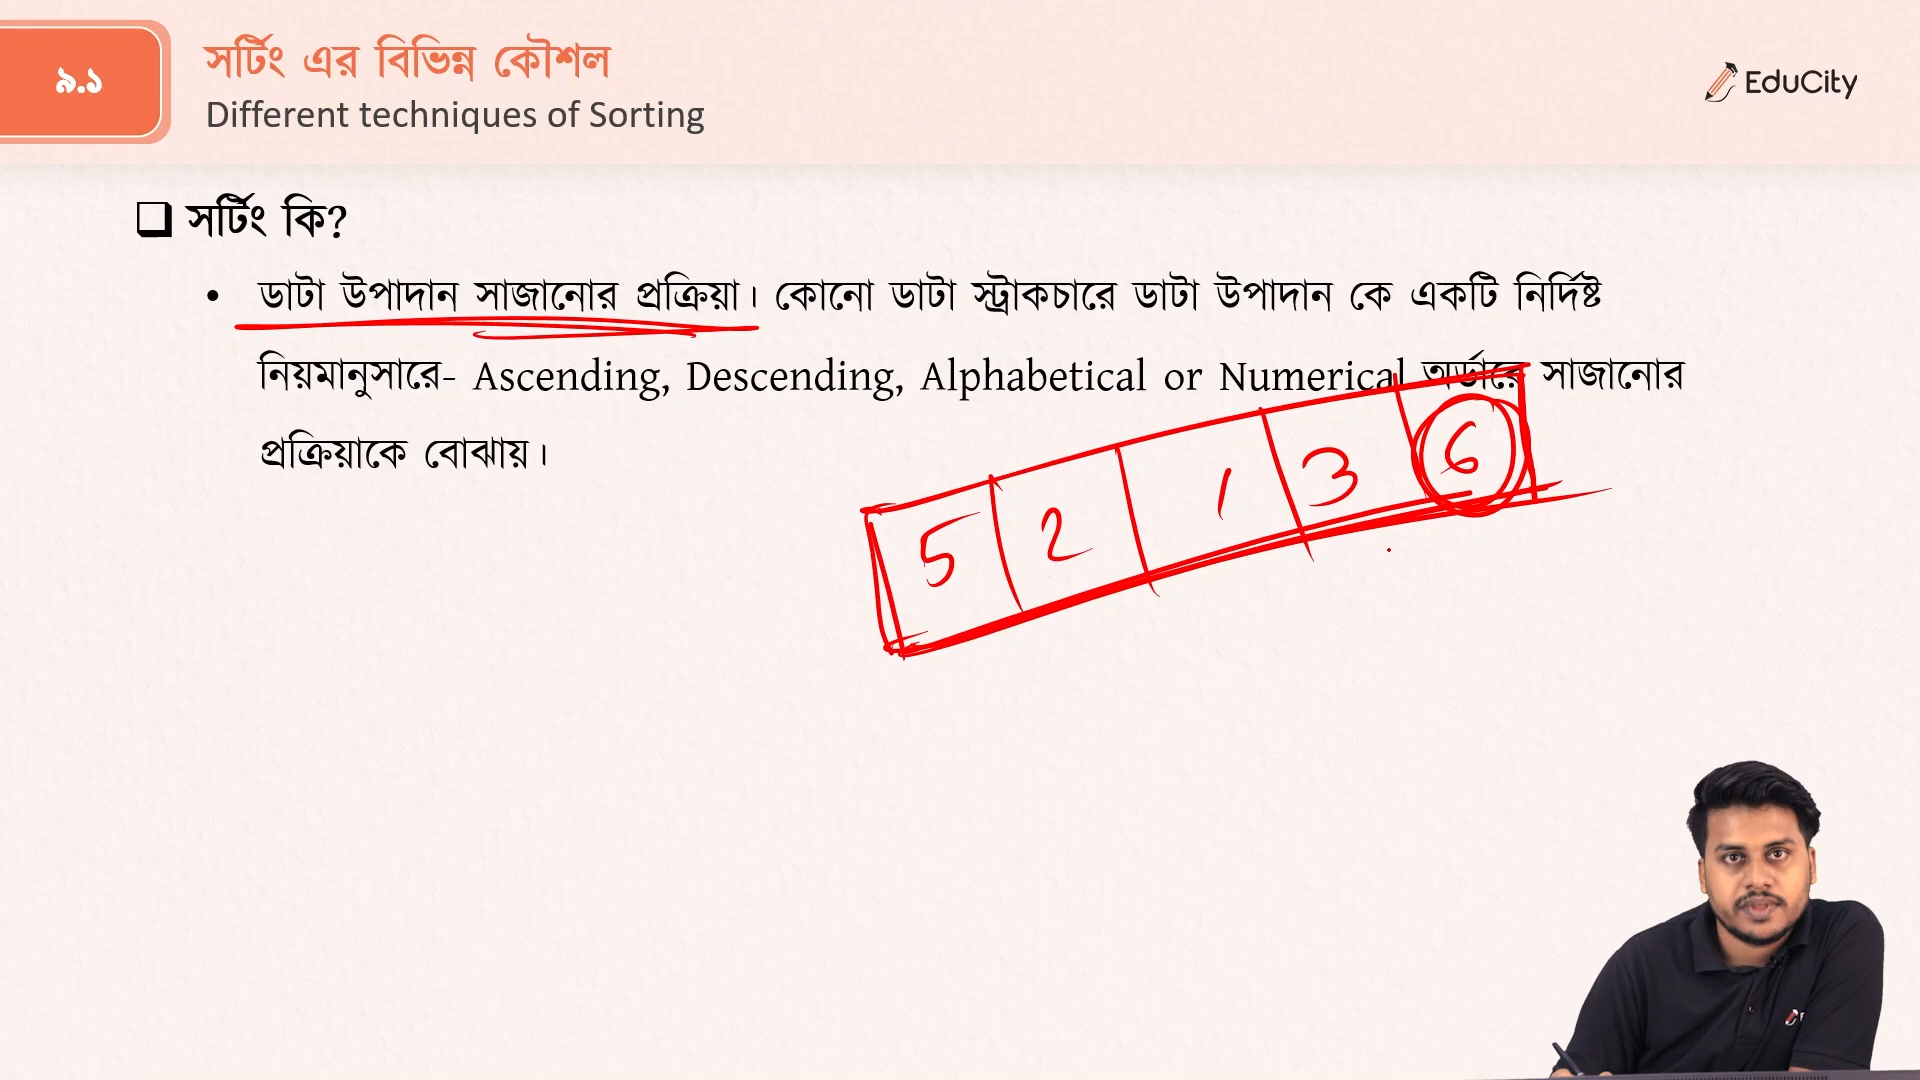 ৯.১
সর্টিং এর বিভিন্ন কৌশল
Different techniques of Sorting
EduCity
❑ সর্টিং কি?
• ডাটা উপাদান সাজানোর প্রক্রিয়া। কোনো ডাটা স্ট্রাকচারে ডাটা উপাদান কে একটি নির্দিষ্ট
নিয়মানুসারে- Ascending, Descending, Alphabetical or Numerical অর্ডারে সাজানোর
প্রক্রিয়াকে বোঝায়।
5 2 1 3 6